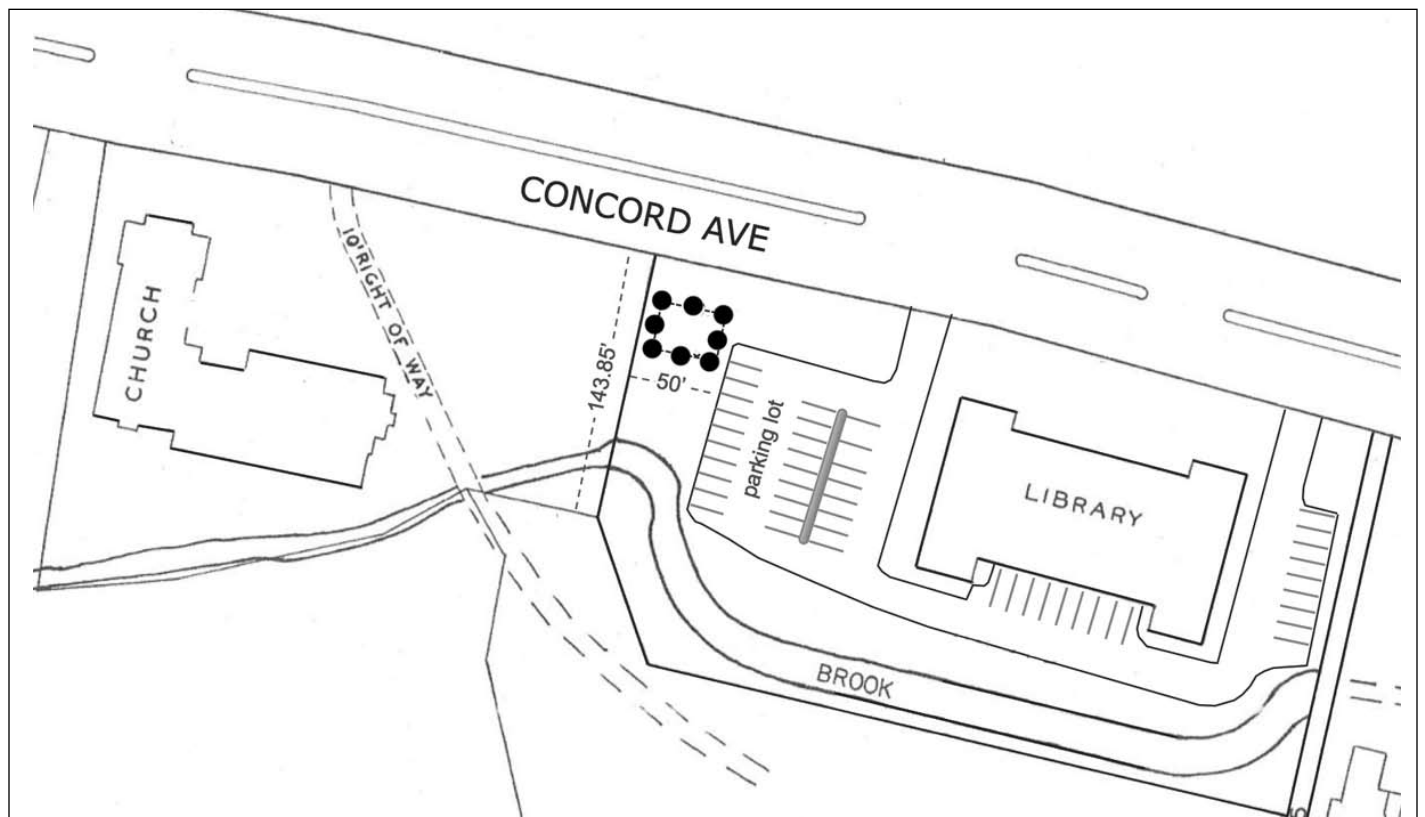 CONCORD AVE
10' RIGHT OF WAY
CHURCH
143.85'
50'
parking lot
LIBRARY
BROOK